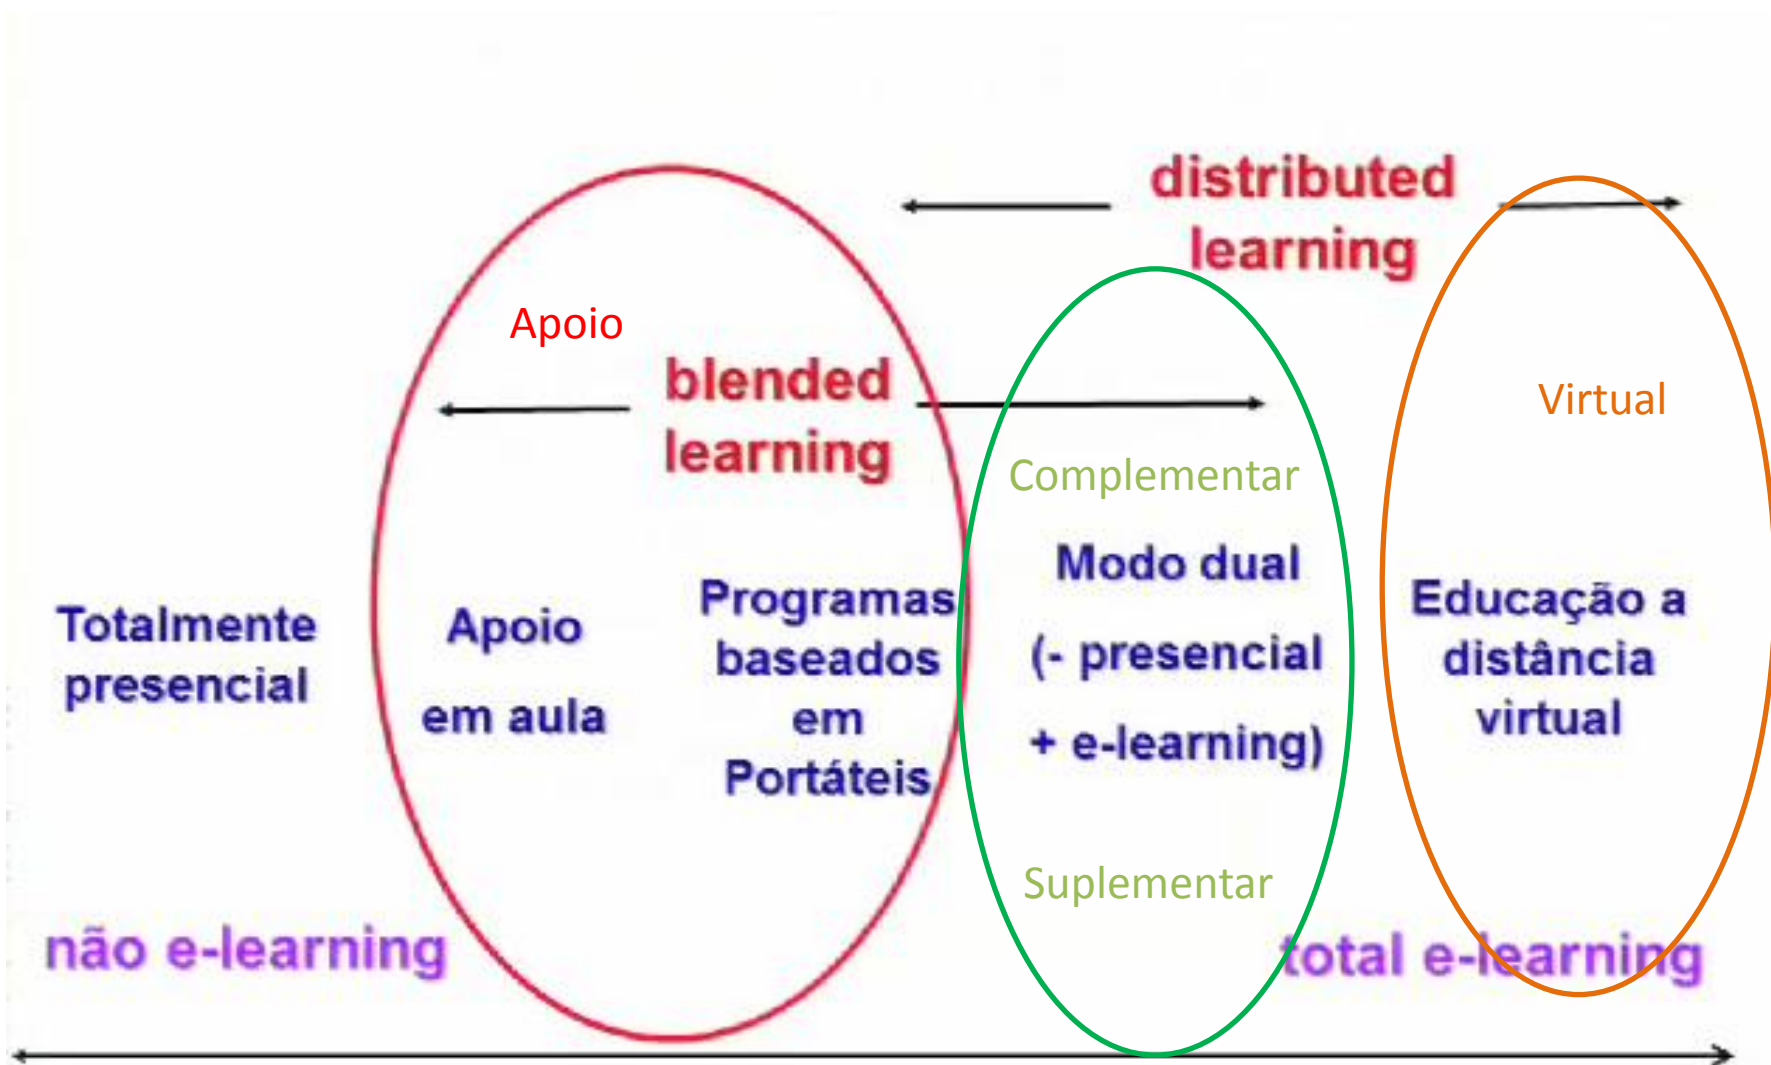 distributed
learning
Apoio
blended
learning
Virtual
Complementar
Totalmente
presencial
Apoio
em aula
Programas
baseados
em
Portáteis
Modo dual
(- presencial
+ e-learning)
Educação a
distância
virtual
Suplementar
não e-learning
total e-learning